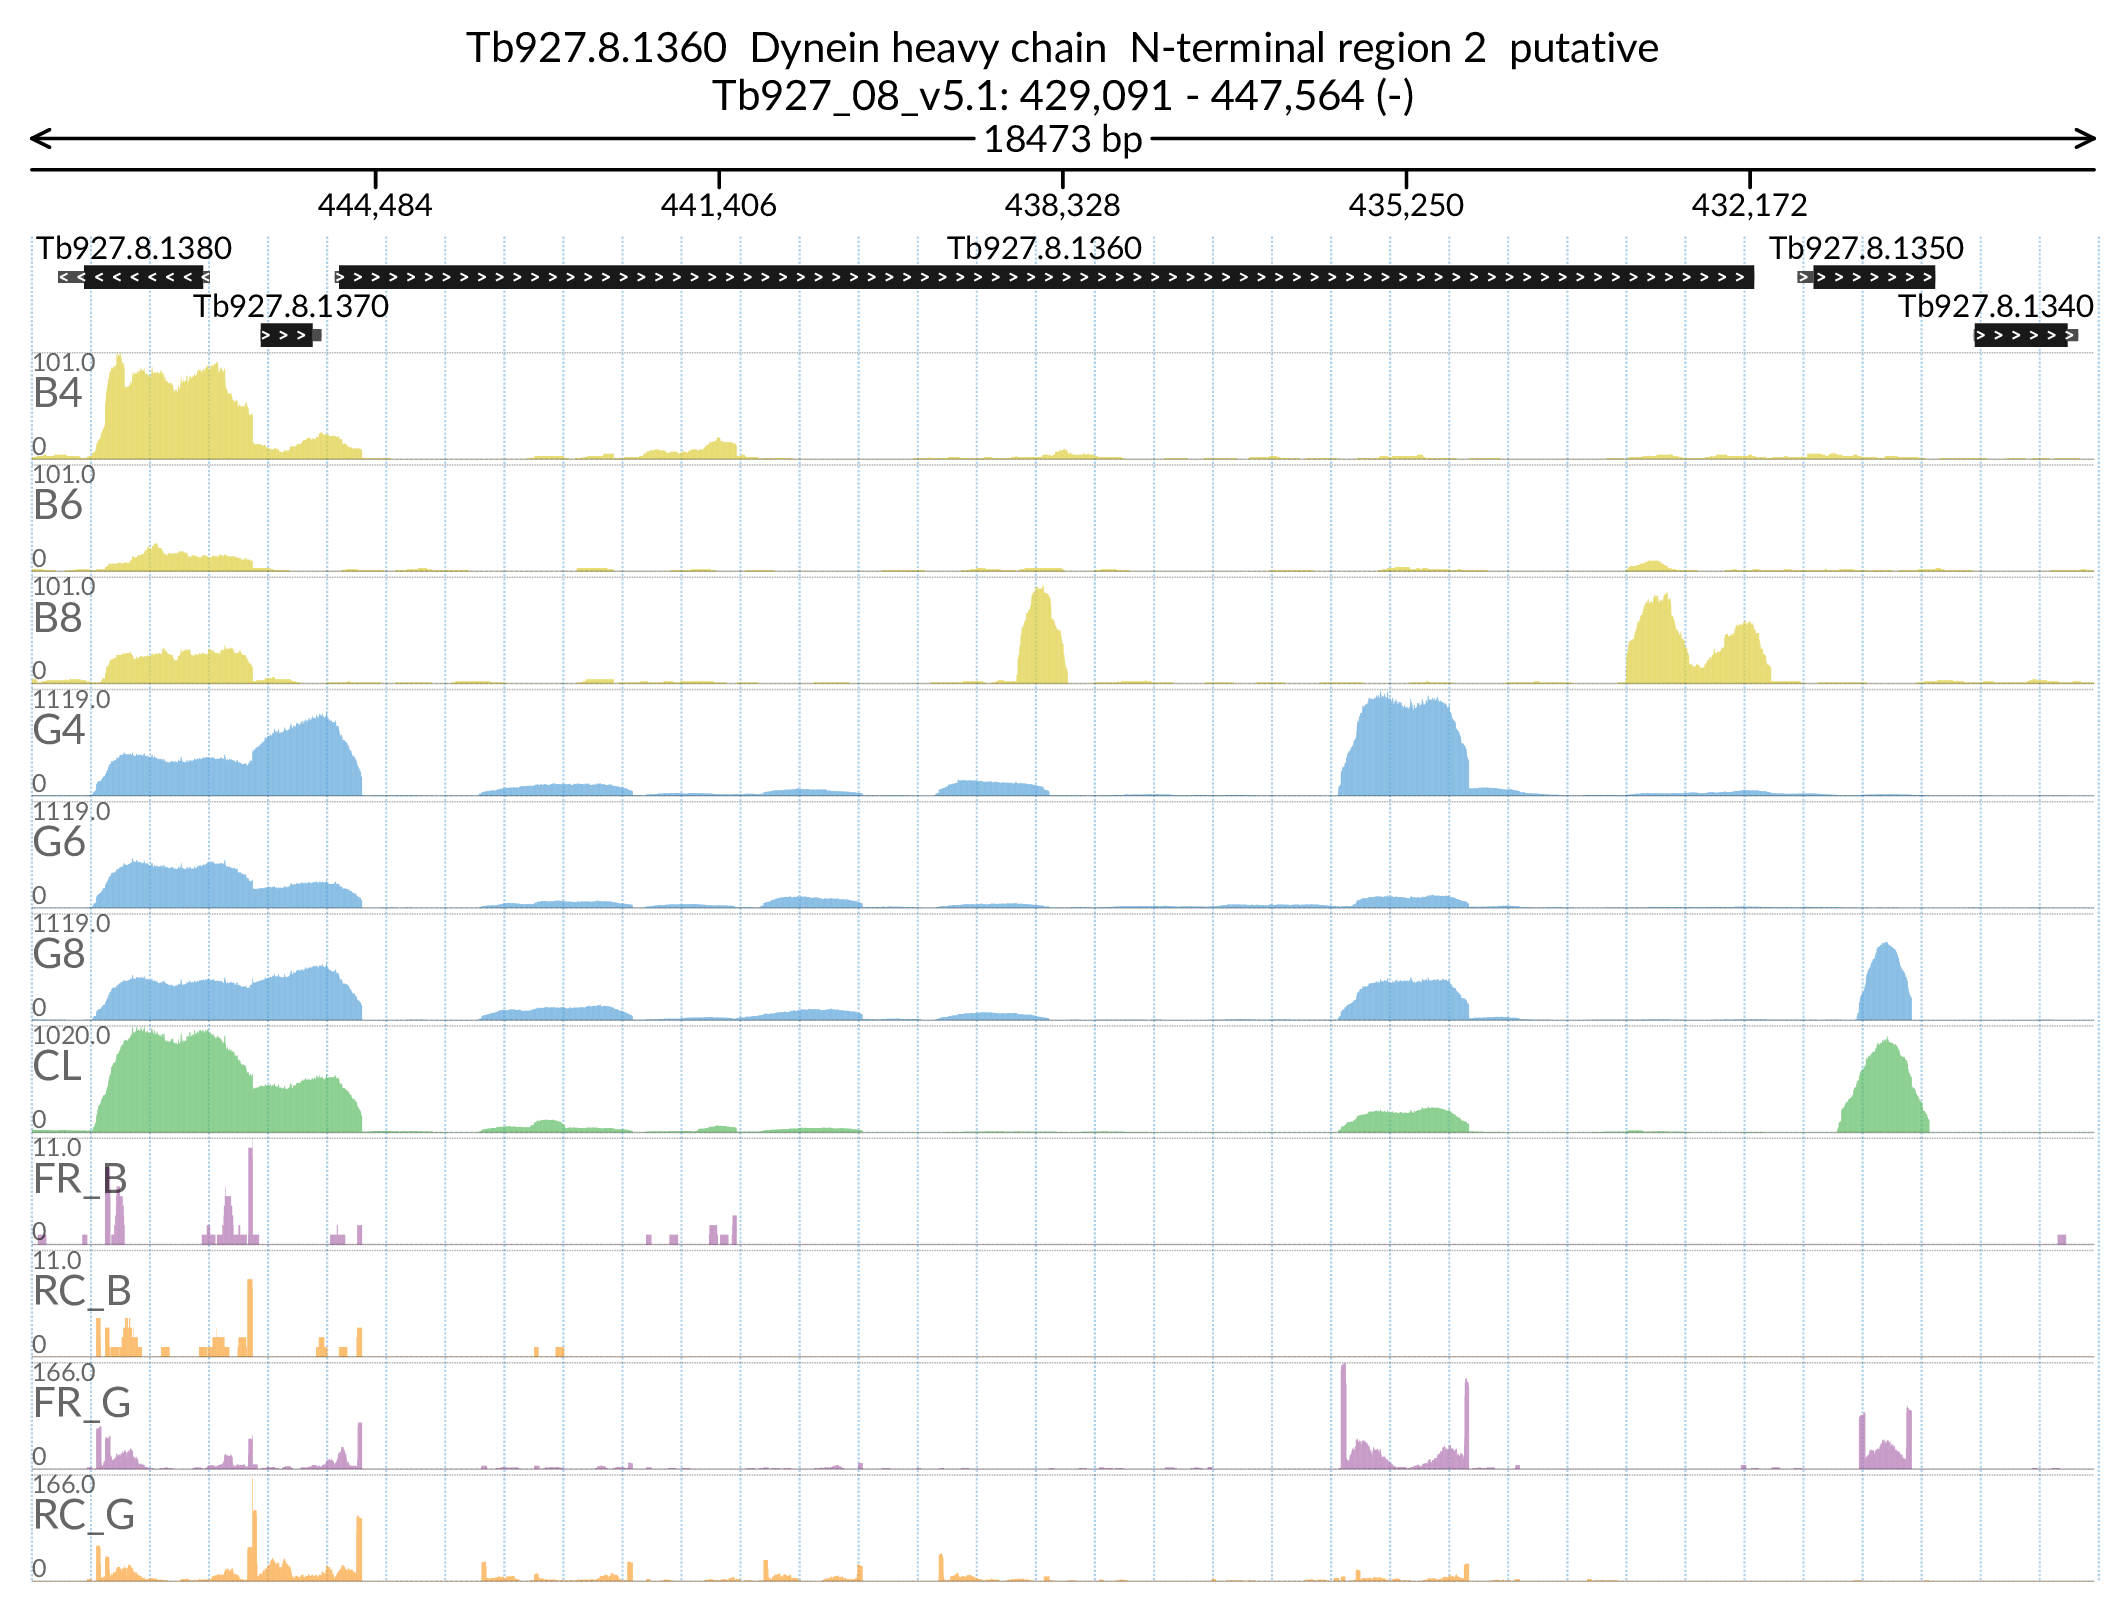 Tb927.8.1360  Dynein heavy chain  N-terminal region 2  putative
Tb927_08_v5.1: 429,091 - 447,564 (-)
18473 bp
444,484 441,406 438,328 435,250 432,172
Tb927.8.1380 Tb927.8.1360 Tb927.8.1350
Tb927.8.1370 Tb927.8.1340
101.0
B4
0
101.0
B6
0
101.0
B8
0
1119.0
G4
0
1119.0
G6
0
1119.0
G8
0
1020.0
CL
0
11.0
FR_B
0
11.0
RC_B
0
166.0
FR_G
0
166.0
RC_G
0